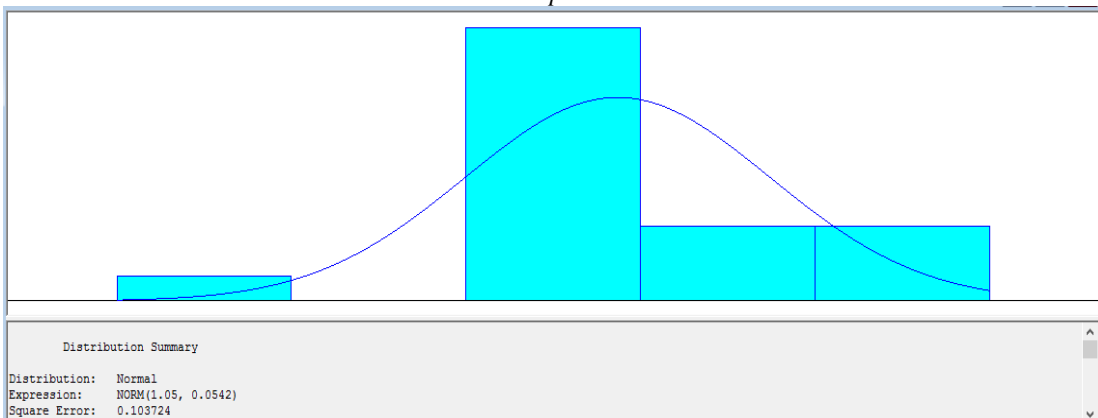 p
Distribution Summary
Distribution: Normal
Expression: NORM(1.05, 0.0542)
Square Error: 0.103724